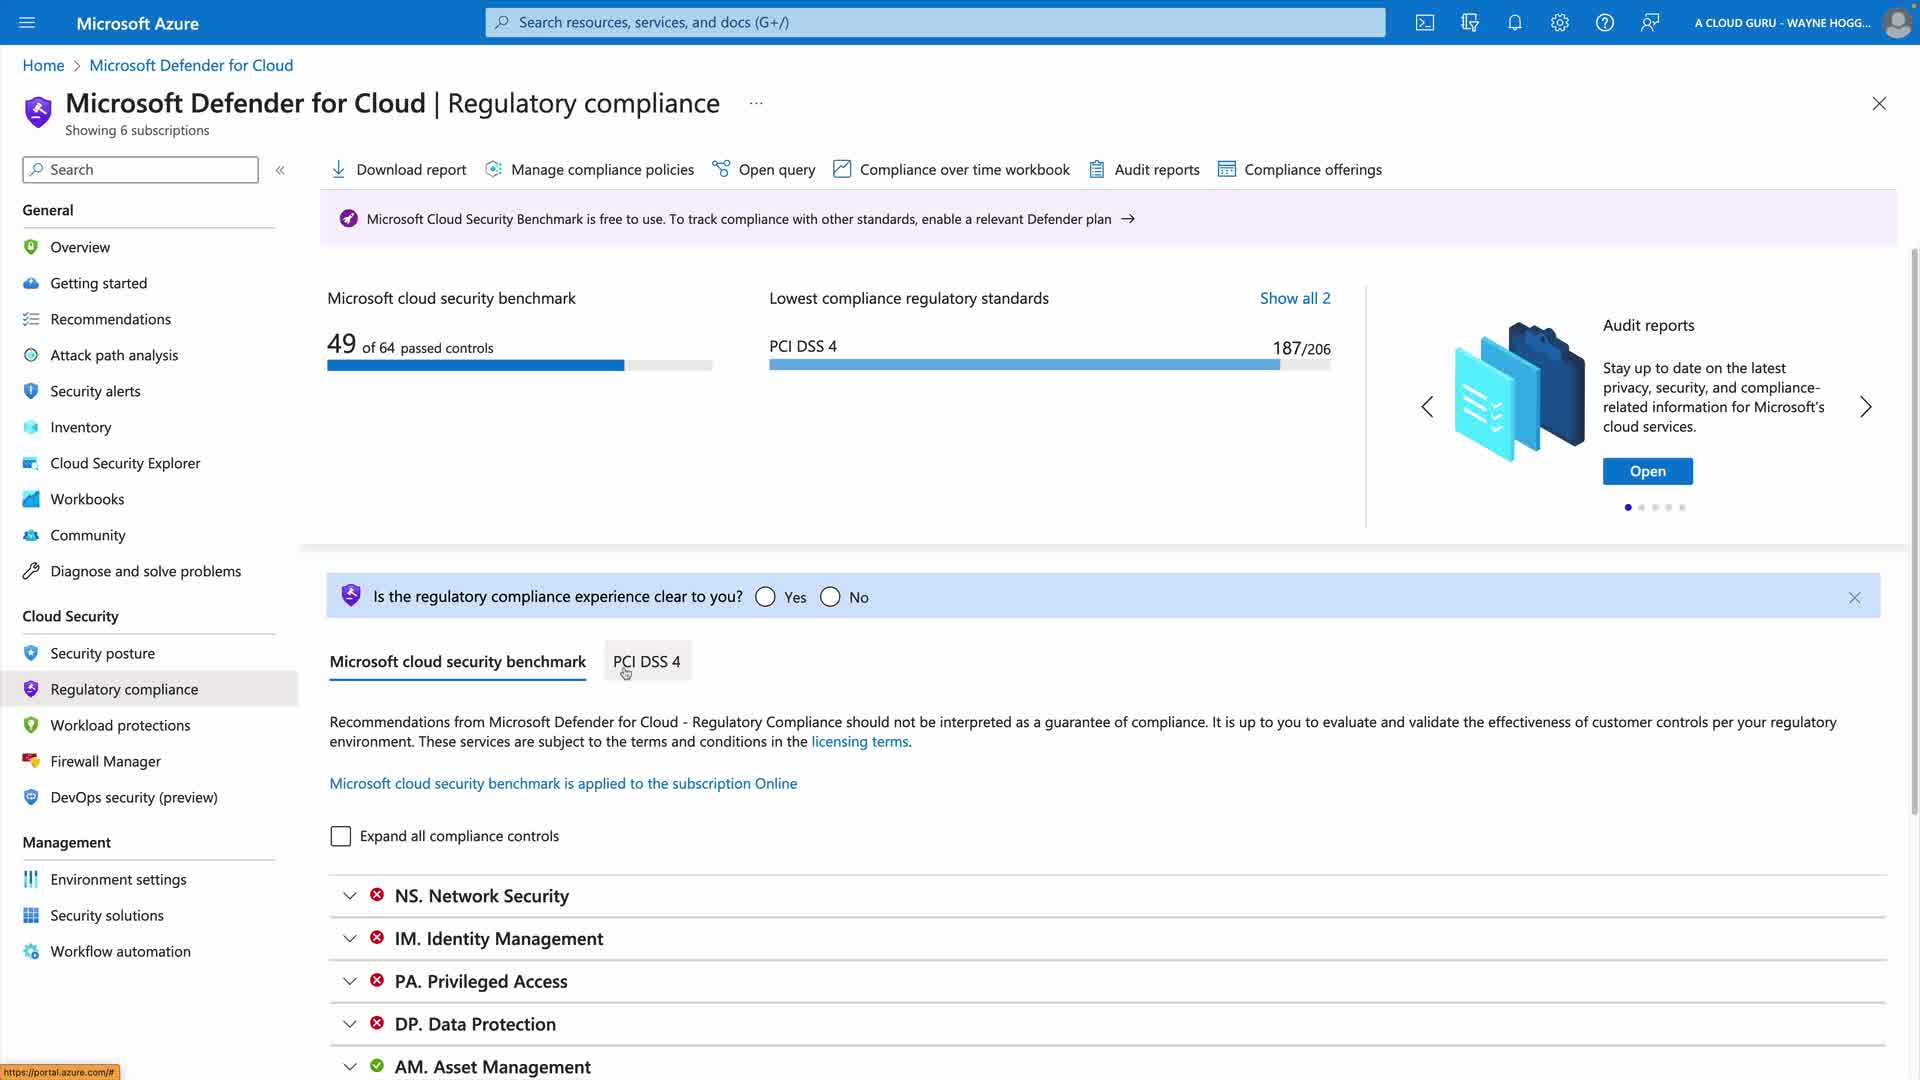 Microsoft Azure
Search resources, services, and docs (G+/)
A CLOUD GURU - WAYNE HOGG...
Home > Microsoft Defender for Cloud
Microsoft Defender for Cloud | Regulatory compliance ...
Showing 6 subscriptions
Search
«
Download report
Manage compliance policies
Open query
Compliance over time workbook
Audit reports
Compliance offerings
General
Overview
Getting started
Recommendations
Attack path analysis
Security alerts
Inventory
Cloud Security Explorer
Workbooks
Community
Diagnose and solve problems
Cloud Security
Security posture
Regulatory compliance
Workload protections
Firewall Manager
DevOps security (preview)
Management
Environment settings
Security solutions
Workflow automation
Microsoft Cloud Security Benchmark is free to use. To track compliance with other standards, enable a relevant Defender plan →
Microsoft cloud security benchmark
49 of 64 passed controls
Lowest compliance regulatory standards
Show all 2
PCI DSS 4
187/206
Audit reports
Stay up to date on the latest
privacy, security, and compliance-
related information for Microsoft's
cloud services.
Open
Is the regulatory compliance experience clear to you? Yes No
Microsoft cloud security benchmark
PCI DSS 4
Recommendations from Microsoft Defender for Cloud - Regulatory Compliance should not be interpreted as a guarantee of compliance. It is up to you to evaluate and validate the effectiveness of customer controls per your regulatory
environment. These services are subject to the terms and conditions in the licensing terms.
Microsoft cloud security benchmark is applied to the subscription Online
Expand all compliance controls
NS. Network Security
IM. Identity Management
PA. Privileged Access
DP. Data Protection
AM. Asset Management
https://portal.azure.com/#